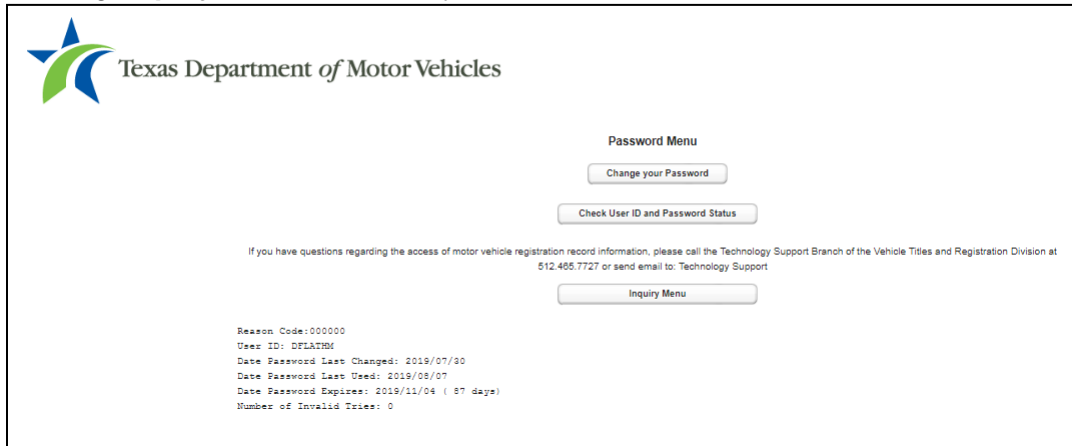 Texas Department of Motor Vehicles
Password Menu
Change your Password
Check User ID and Password Status
If you have questions regarding the access of motor vehicle registration record information, please call the Technology Support Branch of the Vehicle Titles and Registration Division at
512.465.7727 or send email to: Technology Support
Inquiry Menu
Reason Code:000000
User ID: DFLATHM
Date Password Last Changed: 2019/07/30
Date Password Last Used: 2019/08/07
Date Password Expires: 2019/11/04 ( 87 days)
Number of Invalid Tries: 0